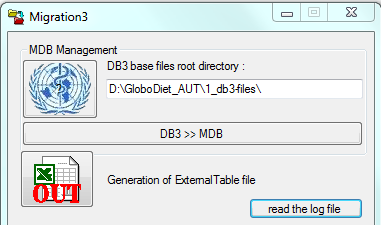 Migration3
MDB Management
DB3 base files root directory :
D:\GloboDiet_AUT\1_db3-files\
DB3 >> MDB
OUT
Generation of ExternalTable file
read the log file